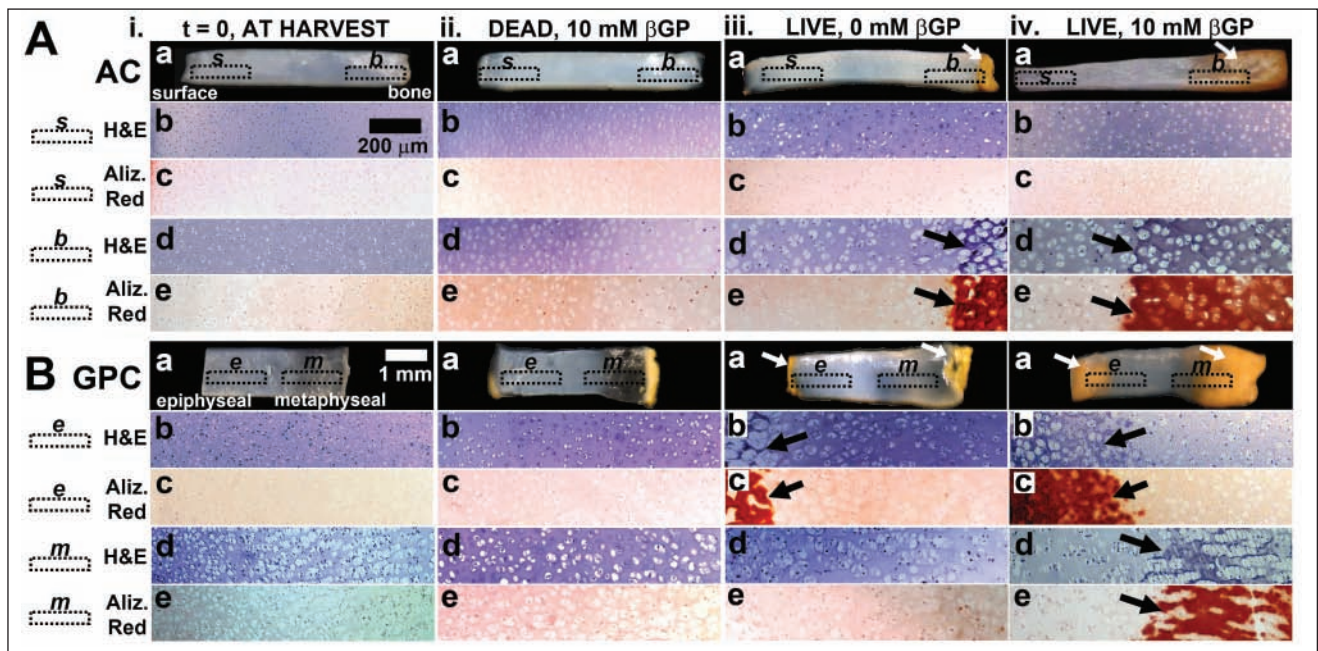 i. t = 0, AT HARVEST ii. DEAD, 10 mM βGP iii. LIVE, 0 mM βGP iv. LIVE, 10 mM βGP
A AC a s b a s b a s b a s b
surface bone
s H&E b 200 μm b b b
s Aliz. Red c c c c
b H&E d d d d
b Aliz. Red e e e e
B GPC a e m 1 mm a e m a e m a e m
epiphyseal metaphyseal
e H&E b b b b
e Aliz. Red c c c c
m H&E d d d d
m Aliz. Red e e e e